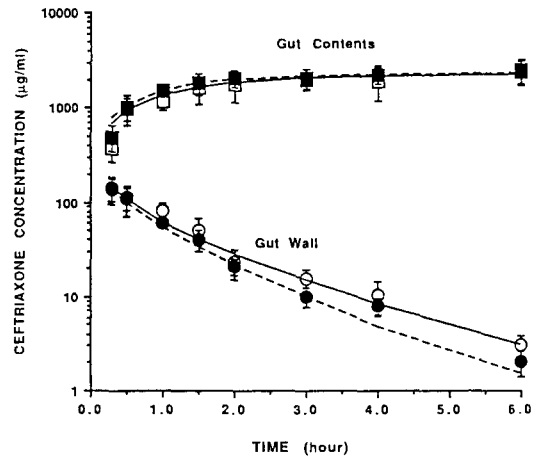 10000
1000
100
10
1
CEFTRIAXONE CONCENTRATION (µg/ml)
Gut Contents
Gut Wall
0.0 1.0 2.0 3.0 4.0 5.0 6.0
TIME (hour)